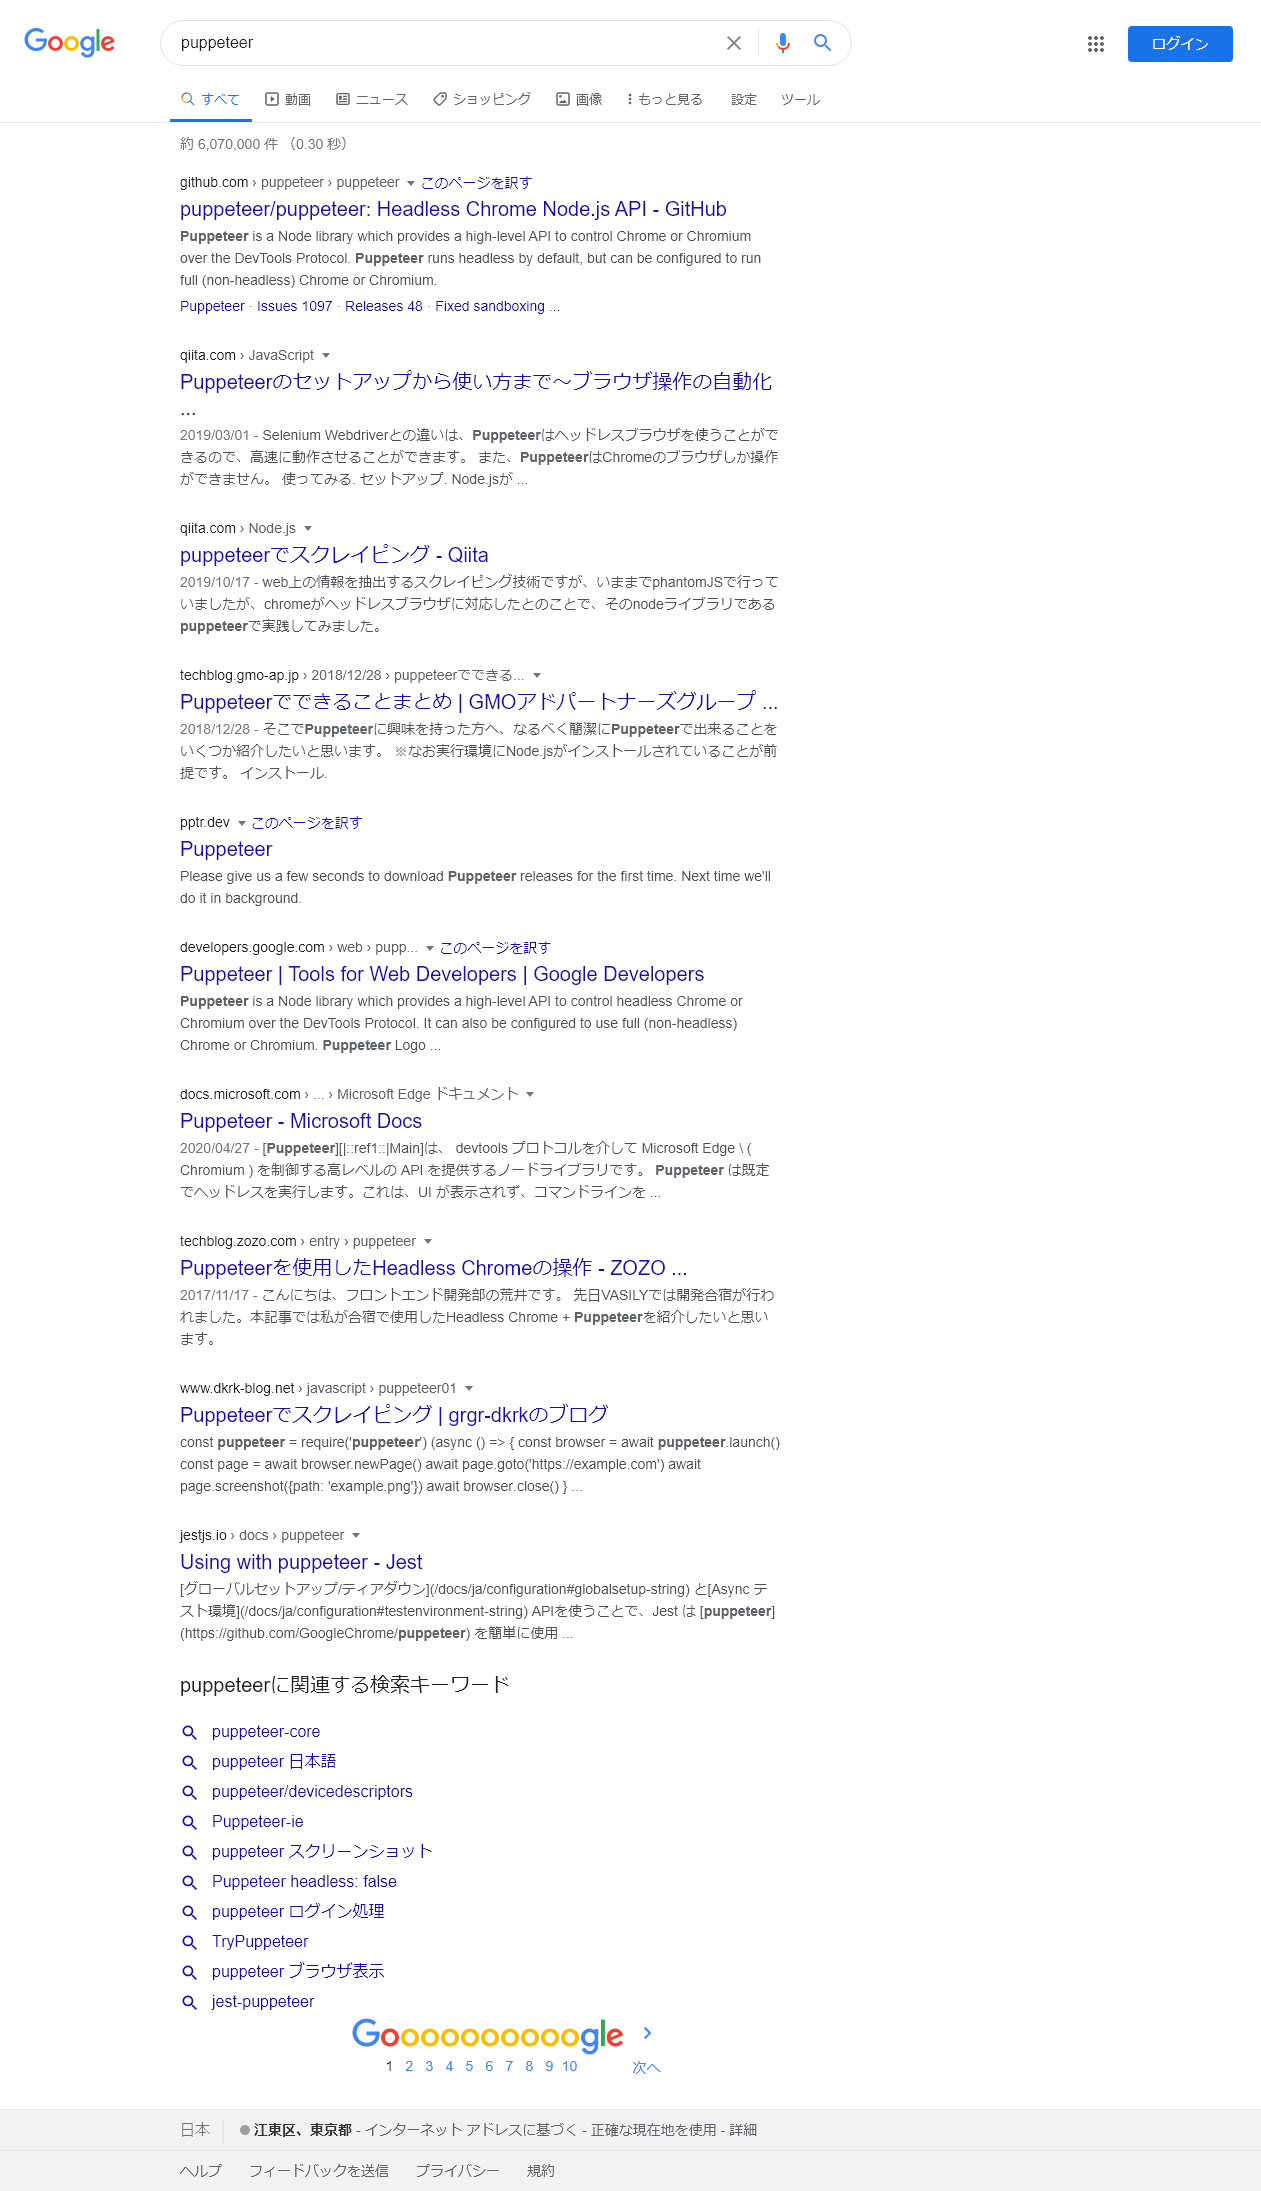 Google
puppeteer
ログイン
すべて 動画 ニュース ショッピング 画像 もっと見る 設定 ツール
約 6,070,000 件 （0.30 秒）
github.com › puppeteer › puppeteer このページを訳す
puppeteer/puppeteer: Headless Chrome Node.js API - GitHub
Puppeteer is a Node library which provides a high-level API to control Chrome or Chromium
over the DevTools Protocol. Puppeteer runs headless by default, but can be configured to run
full (non-headless) Chrome or Chromium.
Puppeteer · Issues 1097 · Releases 48 · Fixed sandboxing ...
qiita.com › JavaScript
Puppeteerのセットアップから使い方まで～ブラウザ操作の自動化
...
2019/03/01 - Selenium Webdriverとの違いは、Puppeteerはヘッドレスブラウザを使うことがで
きるので、高速に動作させることができます。 また、PuppeteerはChromeのブラウザしか操作
ができません。 使ってみる. セットアップ. Node.jsが ...
qiita.com › Node.js
puppeteerでスクレイピング - Qiita
2019/10/17 - web上の情報を抽出するスクレイピング技術ですが、いままでphantomJSで行って
いましたが、chromeがヘッドレスブラウザに対応したとのことで、そのnodeライブラリである
puppeteerで実践してみました。
techblog.gmo-ap.jp › 2018/12/28 › puppeteerでできる...
Puppeteerでできることまとめ | GMOアドパートナーズグループ ...
2018/12/28 - そこでPuppeteerに興味を持った方へ、なるべく簡潔にPuppeteerで出来ることを
いくつか紹介したいと思います。 ※なお実行環境にNode.jsがインストールされていることが前
提です。 インストール.
pptr.dev このページを訳す
Puppeteer
Please give us a few seconds to download Puppeteer releases for the first time. Next time we'll
do it in background.
developers.google.com › web › pupp... このページを訳す
Puppeteer | Tools for Web Developers | Google Developers
Puppeteer is a Node library which provides a high-level API to control headless Chrome or
Chromium over the DevTools Protocol. It can also be configured to use full (non-headless)
Chrome or Chromium. Puppeteer Logo ...
docs.microsoft.com › ... › Microsoft Edge ドキュメント
Puppeteer - Microsoft Docs
2020/04/27 - [Puppeteer][|::ref1::|Main]は、 devtools プロトコルを介して Microsoft Edge \ (
Chromium ) を制御する高レベルの API を提供するノードライブラリです。 Puppeteer は既定
でヘッドレスを実行します。これは、UI が表示されず、コマンドラインを ...
techblog.zozo.com › entry › puppeteer
Puppeteerを使用したHeadless Chromeの操作 - ZOZO ...
2017/11/17 - こんにちは、フロントエンド開発部の荒井です。 先日VASILYでは開発合宿が行わ
れました。本記事では私が合宿で使用したHeadless Chrome + Puppeteerを紹介したいと思い
ます。
www.dkrk-blog.net › javascript › puppeteer01
Puppeteerでスクレイピング | grgr-dkrkのブログ
const puppeteer = require('puppeteer') (async () => { const browser = await puppeteer.launch()
const page = await browser.newPage() await page.goto('https://example.com') await
page.screenshot({path: 'example.png'}) await browser.close() } ...
jestjs.io › docs › puppeteer
Using with puppeteer - Jest
[グローバルセットアップ/ティアダウン](/docs/ja/configuration#globalsetup-string) と[Async テ
スト環境](/docs/ja/configuration#testenvironment-string) APIを使うことで、Jest は [puppeteer]
(https://github.com/GoogleChrome/puppeteer) を簡単に使用 ...
puppeteerに関連する検索キーワード
puppeteer-core
puppeteer 日本語
puppeteer/devicedescriptors
Puppeteer-ie
puppeteer スクリーンショット
Puppeteer headless: false
puppeteer ログイン処理
TryPuppeteer
puppeteer ブラウザ表示
jest-puppeteer
Goooooooooogle
1 2 3 4 5 6 7 8 9 10 次へ
日本 江東区、東京都 - インターネット アドレスに基づく - 正確な現在地を使用 - 詳細
ヘルプ フィードバックを送信 プライバシー 規約